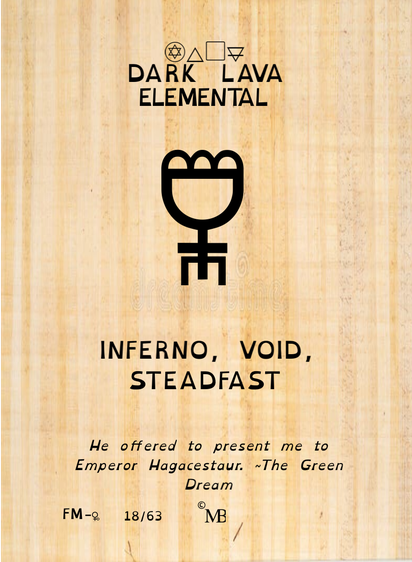 DARK LAVA
ELEMENTAL
INFERNO, VOID,
STEADFAST
He offered to present me to
Emperor Hagacestaur. ~The Green
Dream
FM-♀ 18/63 © MB